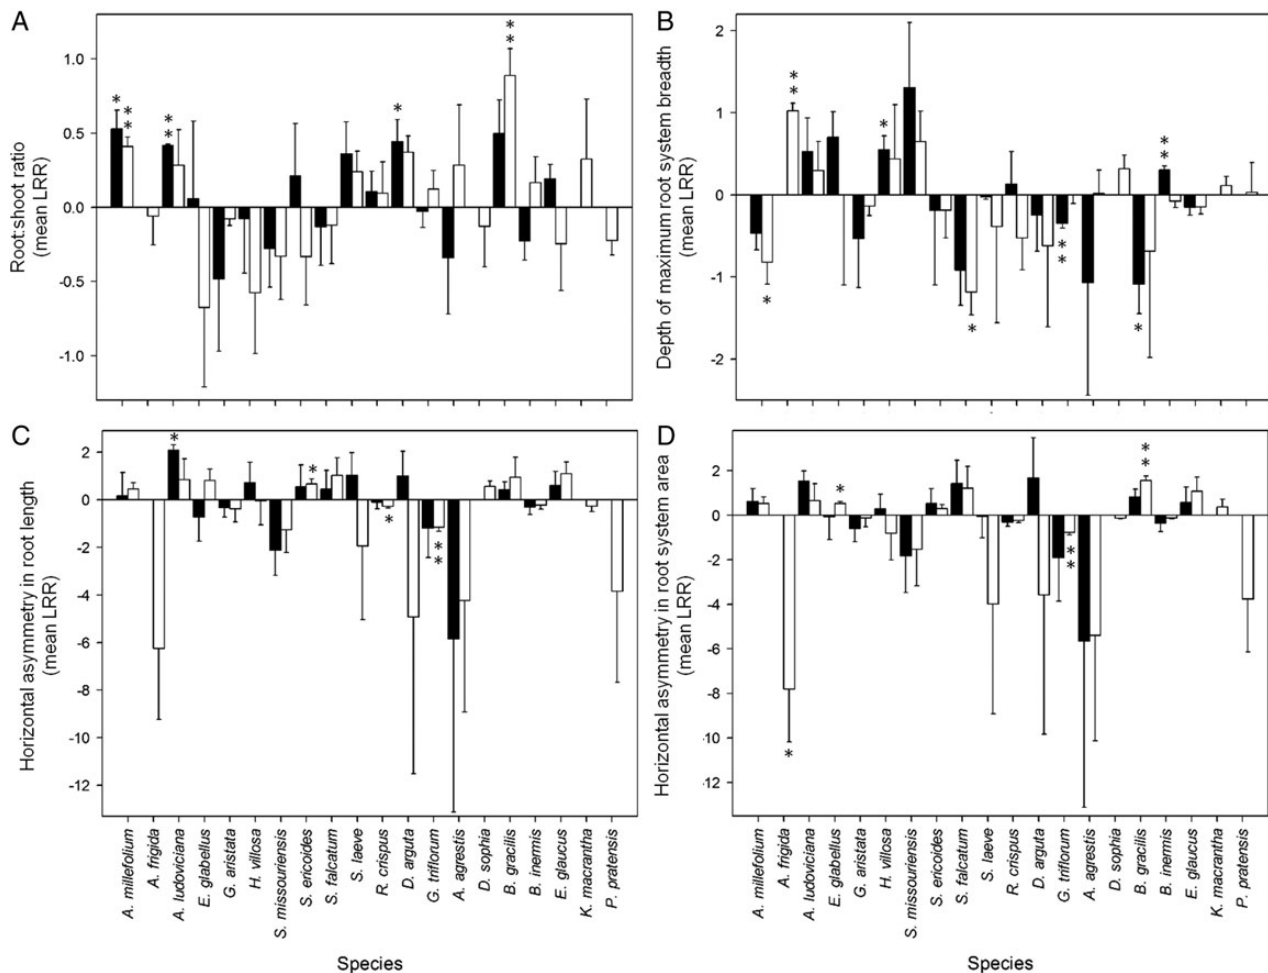 A
1.0
0.5
0.0
-0.5
-1.0
Root:shoot ratio
(mean LRR)
*
*
*
*
*
*
*
*
B
2
1
0
-1
-2
Depth of maximum root system breadth
(mean LRR)
*
*
*
*
*
*
*
*
*
*
C
2
0
-2
-4
-6
-8
-10
-12
Horizontal asymmetry in root length
(mean LRR)
*
*
*
*
*
A. millefolium
A. frigida
A. ludoviciana
E. glabellus
G. aristata
H. villosa
S. missouriensis
S. ericoides
S. falcatum
S. laeve
R. crispus
D. arguta
G. triflorum
A. agrestis
D. sophia
B. gracilis
B. inermis
E. glaucus
K. macrantha
P. pratensis
Species
D
2
0
-2
-4
-6
-8
-10
-12
Horizontal asymmetry in root system area
(mean LRR)
*
*
*
*
*
*
A. millefolium
A. frigida
A. ludoviciana
E. glabellus
G. aristata
H. villosa
S. missouriensis
S. ericoides
S. falcatum
S. laeve
R. crispus
D. arguta
G. triflorum
A. agrestis
D. sophia
B. gracilis
B. inermis
E. glaucus
K. macrantha
P. pratensis
Species